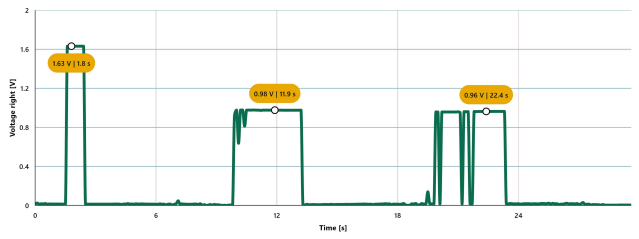 2
1.6
1.2
0.8
0.4
0
Voltage right [V]
1.63 V | 1.8 s
0.98 V | 11.9 s
0.96 V | 22.4 s
0 6 12 18 24
Time [s]